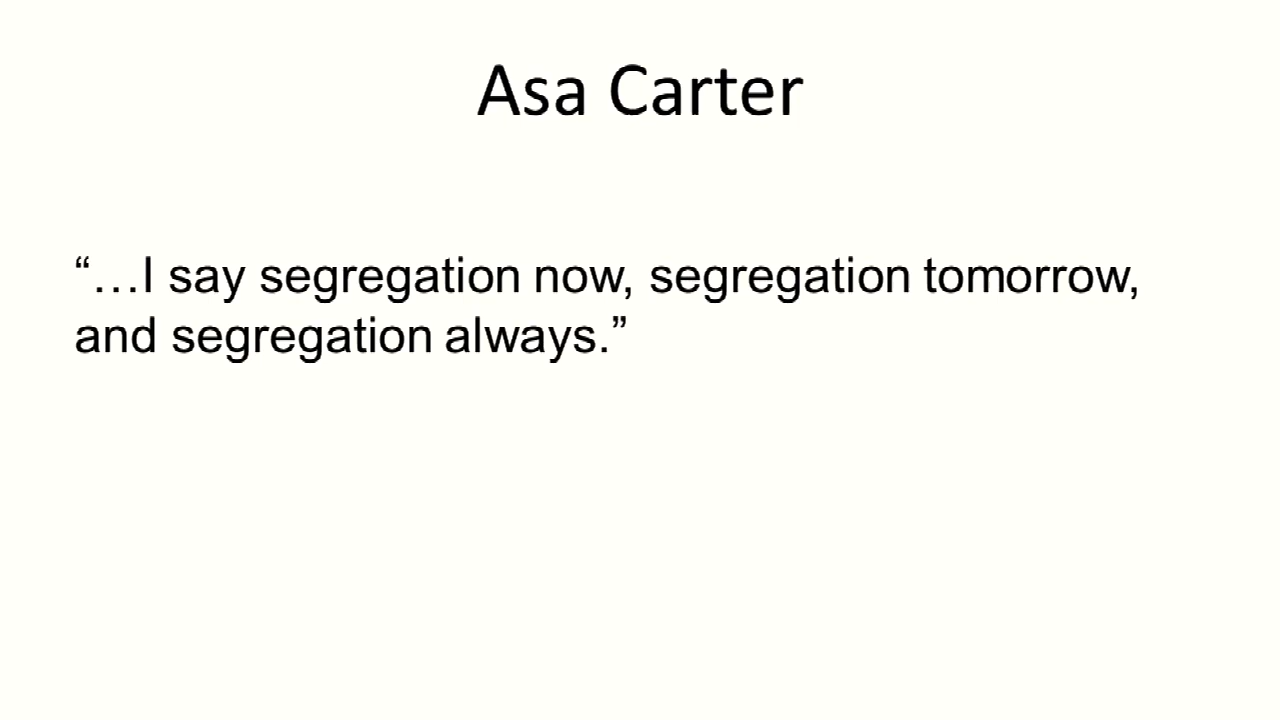 Asa Carter
“…I say segregation now, segregation tomorrow,
and segregation always.”